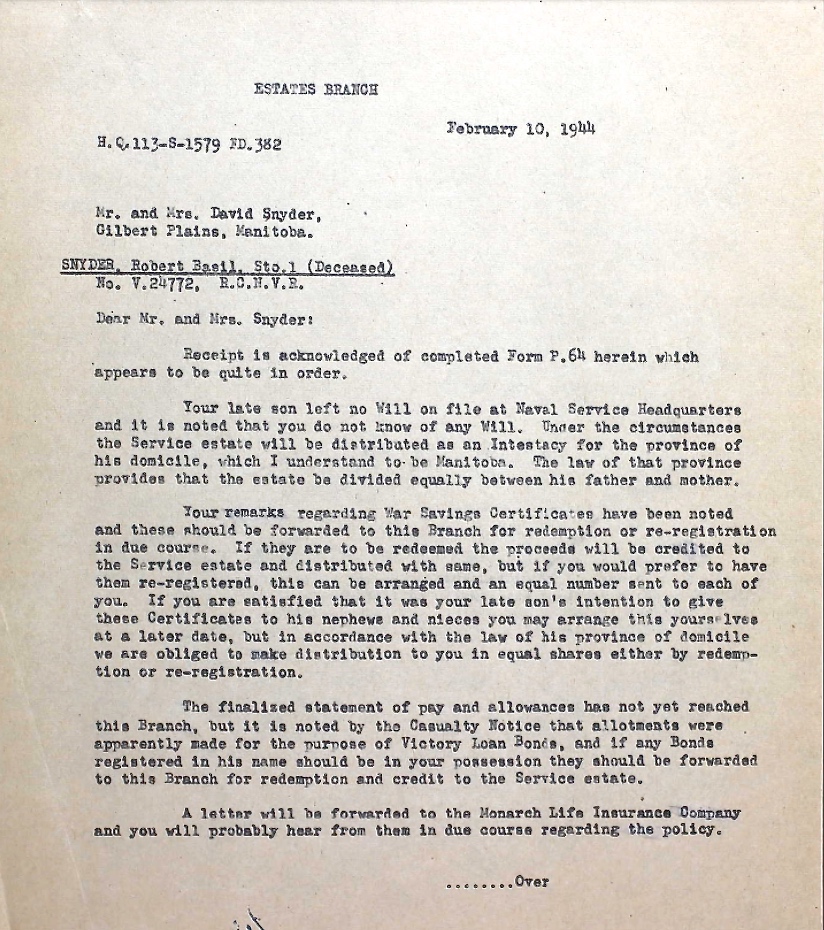 ESTATES BRANCH
February 10, 1944
H.Q.113-S-1579 FD.382
Mr. and Mrs. David Snyder,
Gilbert Plains, Manitoba.
SNYDER, Robert Basil, Sto.1 (Deceased)
No. V.24772, R.C.N.V.R.
Dear Mr. and Mrs. Snyder:
Receipt is acknowledged of completed Form P.64 herein which
appears to be quite in order.
Your late son left no Will on file at Naval Service Headquarters
and it is noted that you do not know of any Will. Under the circumstances
the Service estate will be distributed as an Intestacy for the province of
his domicile, which I understand to be Manitoba. The law of that province
provides that the estate be divided equally between his father and mother.
Your remarks regarding War Savings Certificates have been noted
and these should be forwarded to this Branch for redemption or re-registration
in due course. If they are to be redeemed the proceeds will be credited to
the Service estate and distributed with same, but if you would prefer to have
them re-registered, this can be arranged and an equal number sent to each of
you. If you are satisfied that it was your late son's intention to give
these Certificates to his nephews and nieces you may arrange this yourselves
at a later date, but in accordance with the law of his province of domicile
we are obliged to make distribution to you in equal shares either by redemp-
tion or re-registration.
The finalized statement of pay and allowances has not yet reached
this Branch, but it is noted by the Casualty Notice that allotments were
apparently made for the purpose of Victory Loan Bonds, and if any Bonds
registered in his name should be in your possession they should be forwarded
to this Branch for redemption and credit to the Service estate.
A letter will be forwarded to the Monarch Life Insurance Company
and you will probably hear from them in due course regarding the policy.
........Over